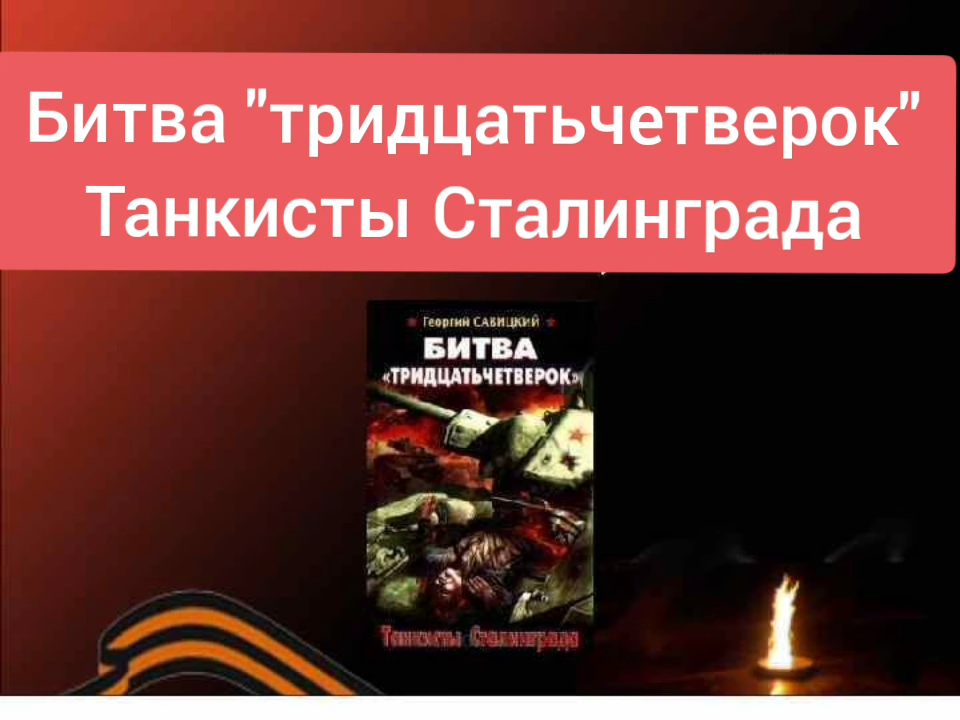 Битва "тридцатьчетверок"
Танкисты Сталинграда
Георгий САВИЦКИЙ
БИТВА
«ТРИДЦАТЬЧЕТВЕРОК»
Танкисты Сталинграда